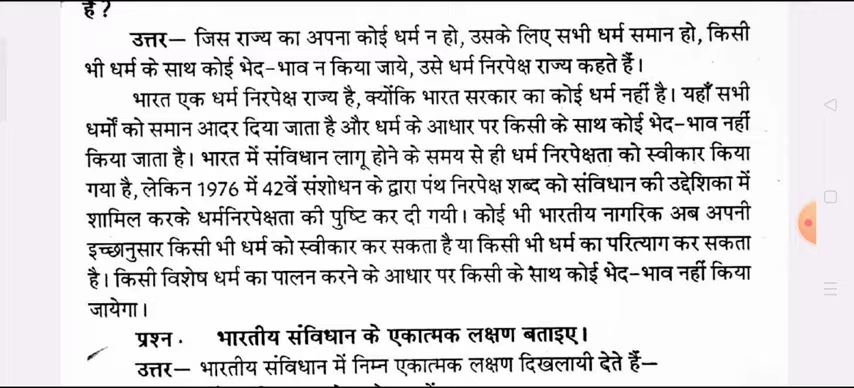 है?
उत्तर— जिस राज्य का अपना कोई धर्म न हो, उसके लिए सभी धर्म समान हो, किसी
भी धर्म के साथ कोई भेद-भाव न किया जाये, उसे धर्म निरपेक्ष राज्य कहते हैं।
भारत एक धर्म निरपेक्ष राज्य है, क्योंकि भारत सरकार का कोई धर्म नहीं है। यहाँ सभी
धर्मों को समान आदर दिया जाता है और धर्म के आधार पर किसी के साथ कोई भेद-भाव नहीं
किया जाता है। भारत में संविधान लागू होने के समय से ही धर्म निरपेक्षता को स्वीकार किया
गया है, लेकिन 1976 में 42वें संशोधन के द्वारा पंथ निरपेक्ष शब्द को संविधान की उद्देशिका में
शामिल करके धर्मनिरपेक्षता की पुष्टि कर दी गयी। कोई भी भारतीय नागरिक अब अपनी
इच्छानुसार किसी भी धर्म को स्वीकार कर सकता है या किसी भी धर्म का परित्याग कर सकता
है। किसी विशेष धर्म का पालन करने के आधार पर किसी के साथ कोई भेद-भाव नहीं किया
जायेगा।
प्रश्न . भारतीय संविधान के एकात्मक लक्षण बताइए।
उत्तर— भारतीय संविधान में निम्न एकात्मक लक्षण दिखलायी देते हैं—